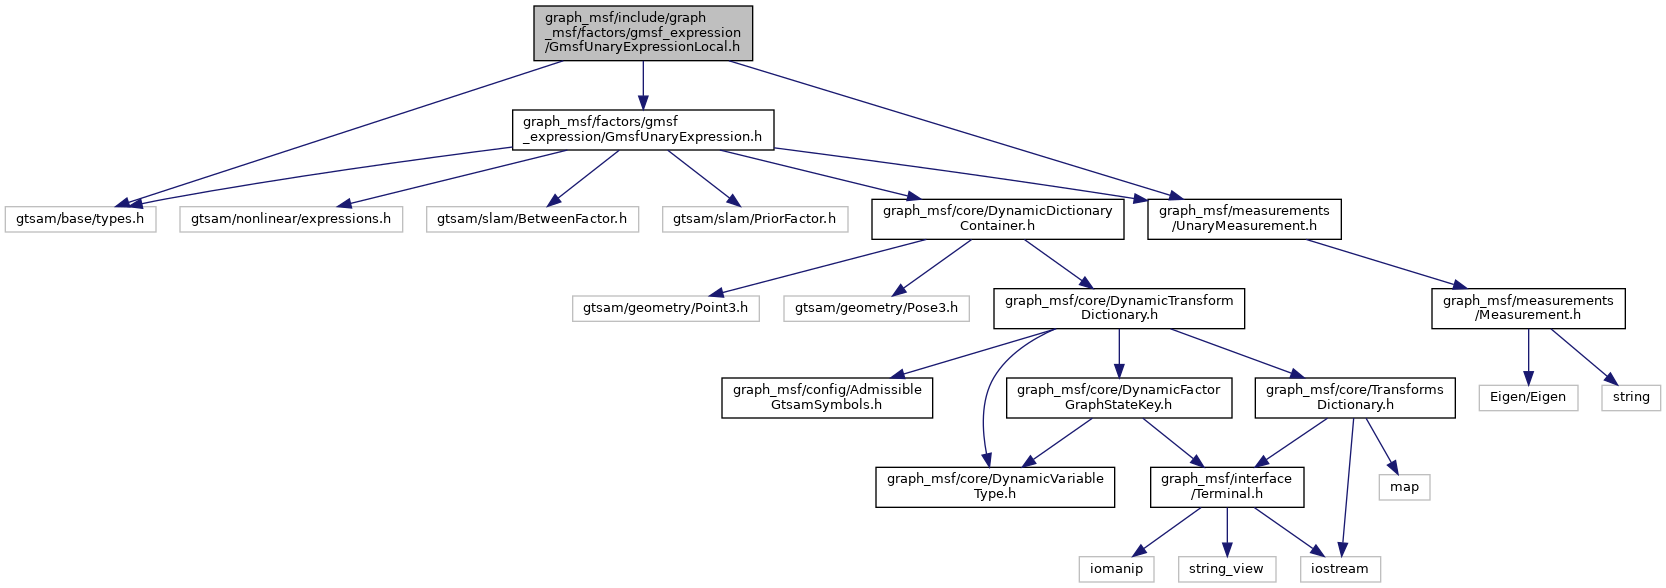 graph_msf/include/graph
_msf/factors/gmsf_expression
/GmsfUnaryExpressionLocal.h
graph_msf/factors/gmsf
_expression/GmsfUnaryExpression.h
gtsam/base/types.h
gtsam/nonlinear/expressions.h
gtsam/slam/BetweenFactor.h
gtsam/slam/PriorFactor.h
graph_msf/core/DynamicDictionary
Container.h
graph_msf/measurements
/UnaryMeasurement.h
gtsam/geometry/Point3.h
gtsam/geometry/Pose3.h
graph_msf/core/DynamicTransform
Dictionary.h
graph_msf/measurements
/Measurement.h
graph_msf/config/Admissible
GtsamSymbols.h
graph_msf/core/DynamicFactor
GraphStateKey.h
graph_msf/core/Transforms
Dictionary.h
Eigen/Eigen
string
graph_msf/core/DynamicVariable
Type.h
graph_msf/interface
/Terminal.h
map
iomanip
string_view
iostream